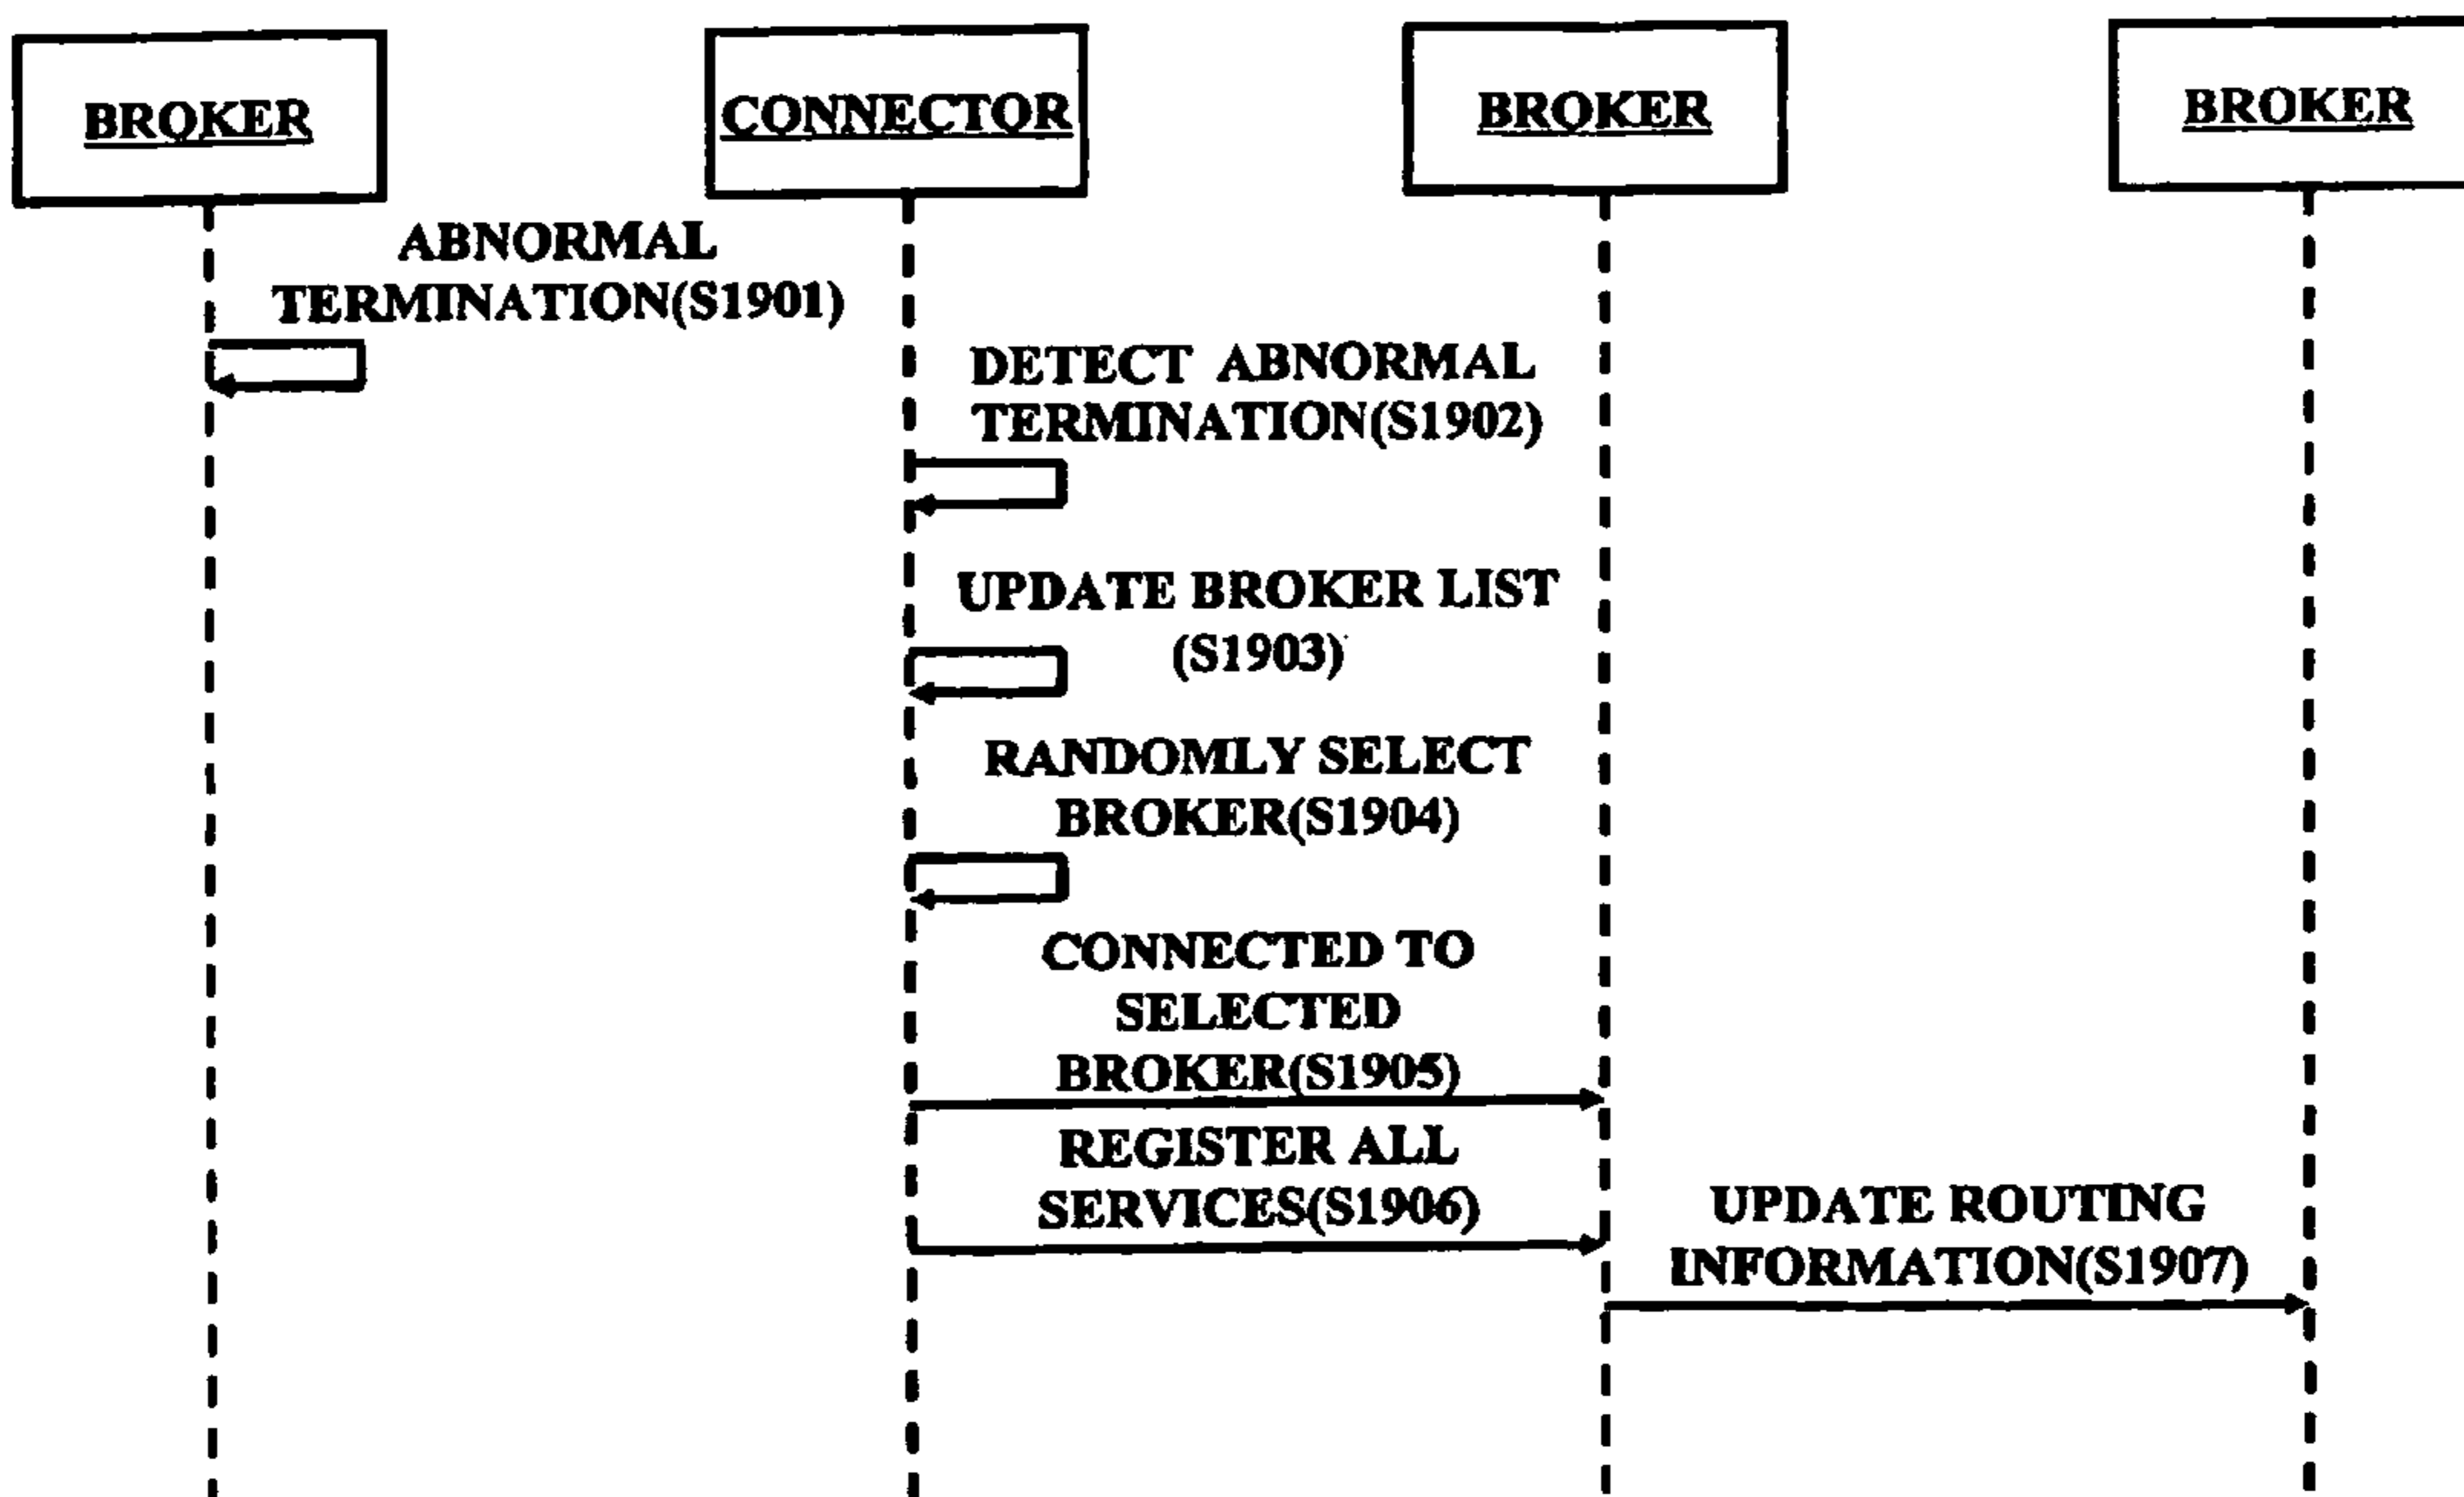 BROKER
CONNECTOR
BROKER
BROKER
ABNORMAL
TERMINATION(S1901)
DETECT ABNORMAL
TERMINATION(S1902)
UPDATE BROKER LIST
(S1903)
RANDOMLY SELECT
BROKER(S1904)
CONNECTED TO
SELECTED
BROKER(S1905)
REGISTER ALL
SERVICES(S1906)
UPDATE ROUTING
INFORMATION(S1907)